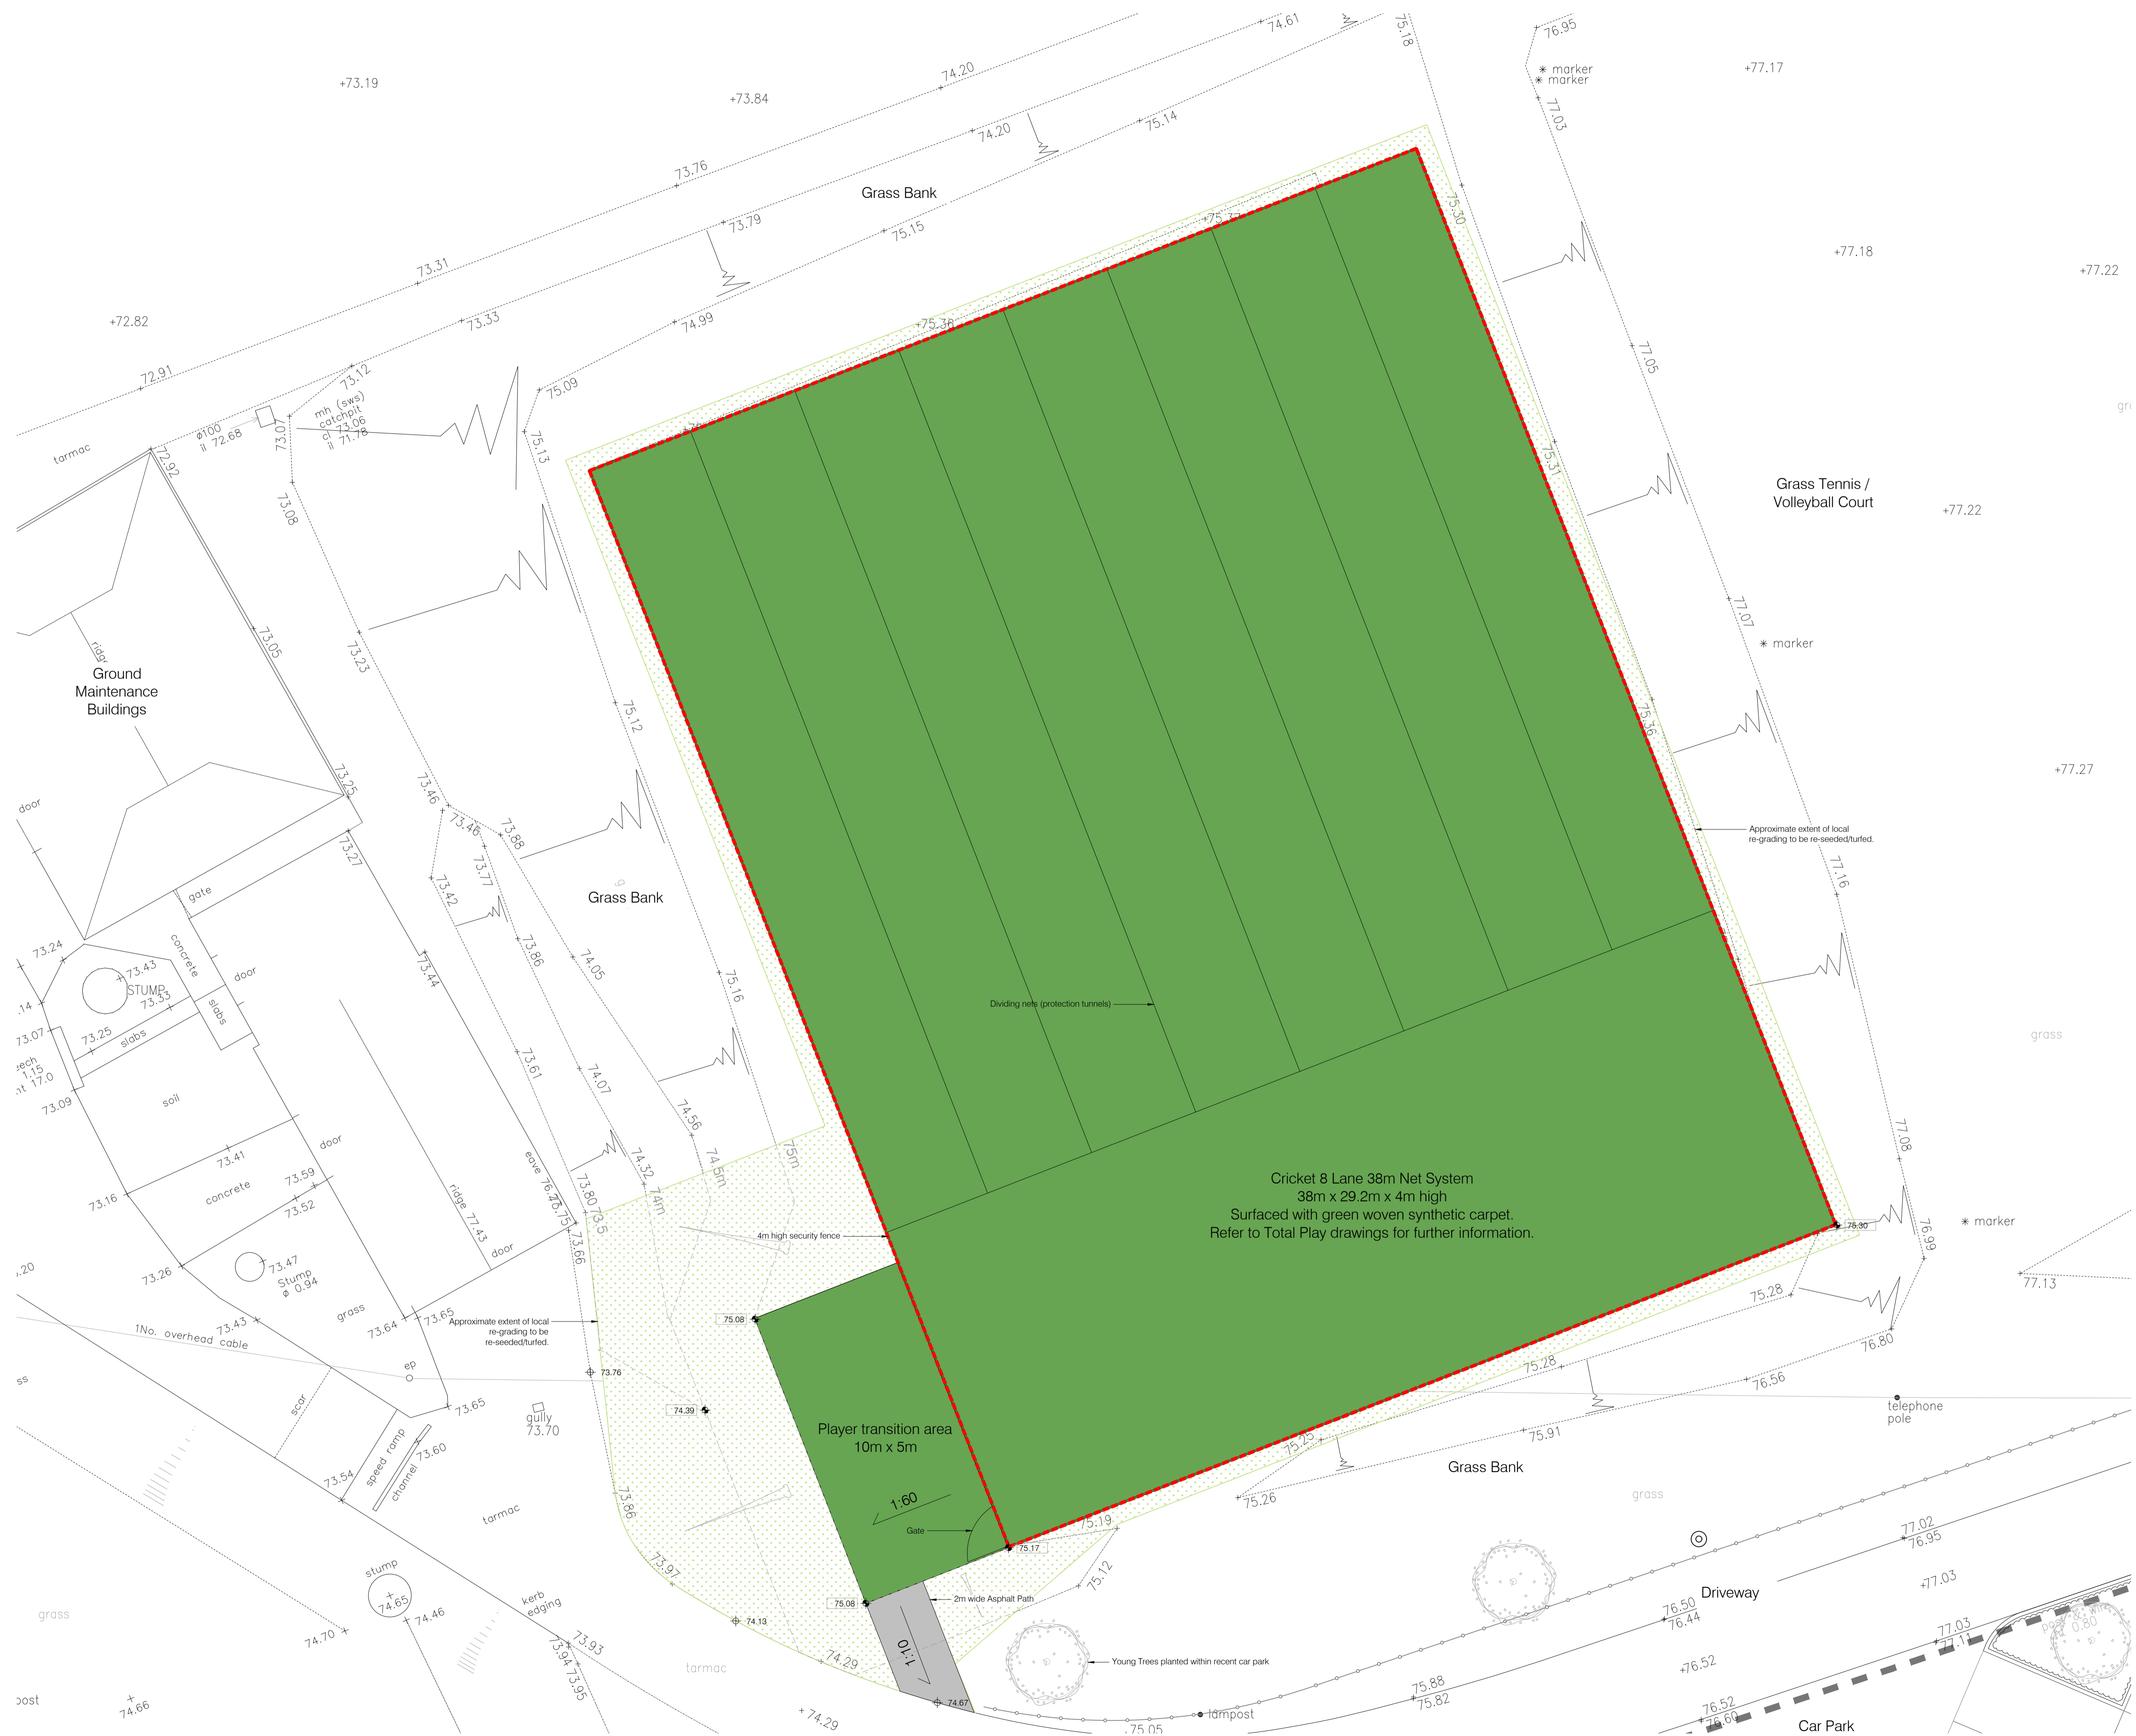 74.61
75.18
76.95
+73.19
+73.84
74.20
marker
marker
+77.17
77.03
74.20
75.14
73.76
Grass Bank
73.79
75.15
75.30
+75.37
+77.18
+77.22
73.31
73.33
74.99
+75.36
+72.82
72.91
73.12
75.09
77.05
mh (sws)
catchpit
cl 73.06
il 71.78
ø100
il 72.68
73.07
tarmac
72.92
75.13
75.31
Grass Tennis /
Volleyball Court
+77.22
73.08
77.07
marker
73.05
73.23
Ground
Maintenance
Buildings
75.12
75.36
+77.27
73.25
door
73.46
73.46
73.88
73.27
73.77
Approximate extent of local
re-grading to be re-seeded/turfed.
77.16
gate
73.42
Grass Bank
concrete
73.24
73.43
STUMP
73.33
door
73.44
73.86
74.05
75.16
slabs
Dividing nets (protection tunnels)
73.07
73.25
slabs
grass
73.61
1.15
17.0
73.09
soil
74.07
74.56
77.08
door
73.41
eave 76.27
74.32
74.5m
75m
73.59
concrete
73.52
73.16
73.80
73.5
74m
73.75
73.66
ridge 77.43
door
Cricket 8 Lane 38m Net System
38m x 29.2m x 4m high
Surfaced with green woven synthetic carpet.
Refer to Total Play drawings for further information.
4m high security fence
75.30
marker
76.99
73.26
73.47
Stump
ø 0.94
77.13
75.28
grass
73.43
73.64
73.65
Approximate extent of local
re-grading to be
re-seeded/turfed.
75.08
1No. overhead cable
76.80
ep
73.76
75.28
76.56
scar
73.65
gully
73.70
74.39
Player transition area
10m x 5m
75.25
75.91
telephone
pole
speed ramp
channel
73.60
73.54
Grass Bank
75.26
grass
73.86
1:60
tarmac
Gate
75.19
75.17
77.02
76.95
73.97
stump
74.65
74.46
75.12
75.08
2m wide Asphalt Path
77.03
Driveway
kerb
edging
grass
74.13
76.50
76.44
74.70
73.93
73.94
73.95
1:10
74.29
77.03
77.11
tarmac
Young Trees planted within recent car park
+76.52
74.66
74.67
75.88
75.82
lampost
74.29
75.05
76.52
76.60
Car Park